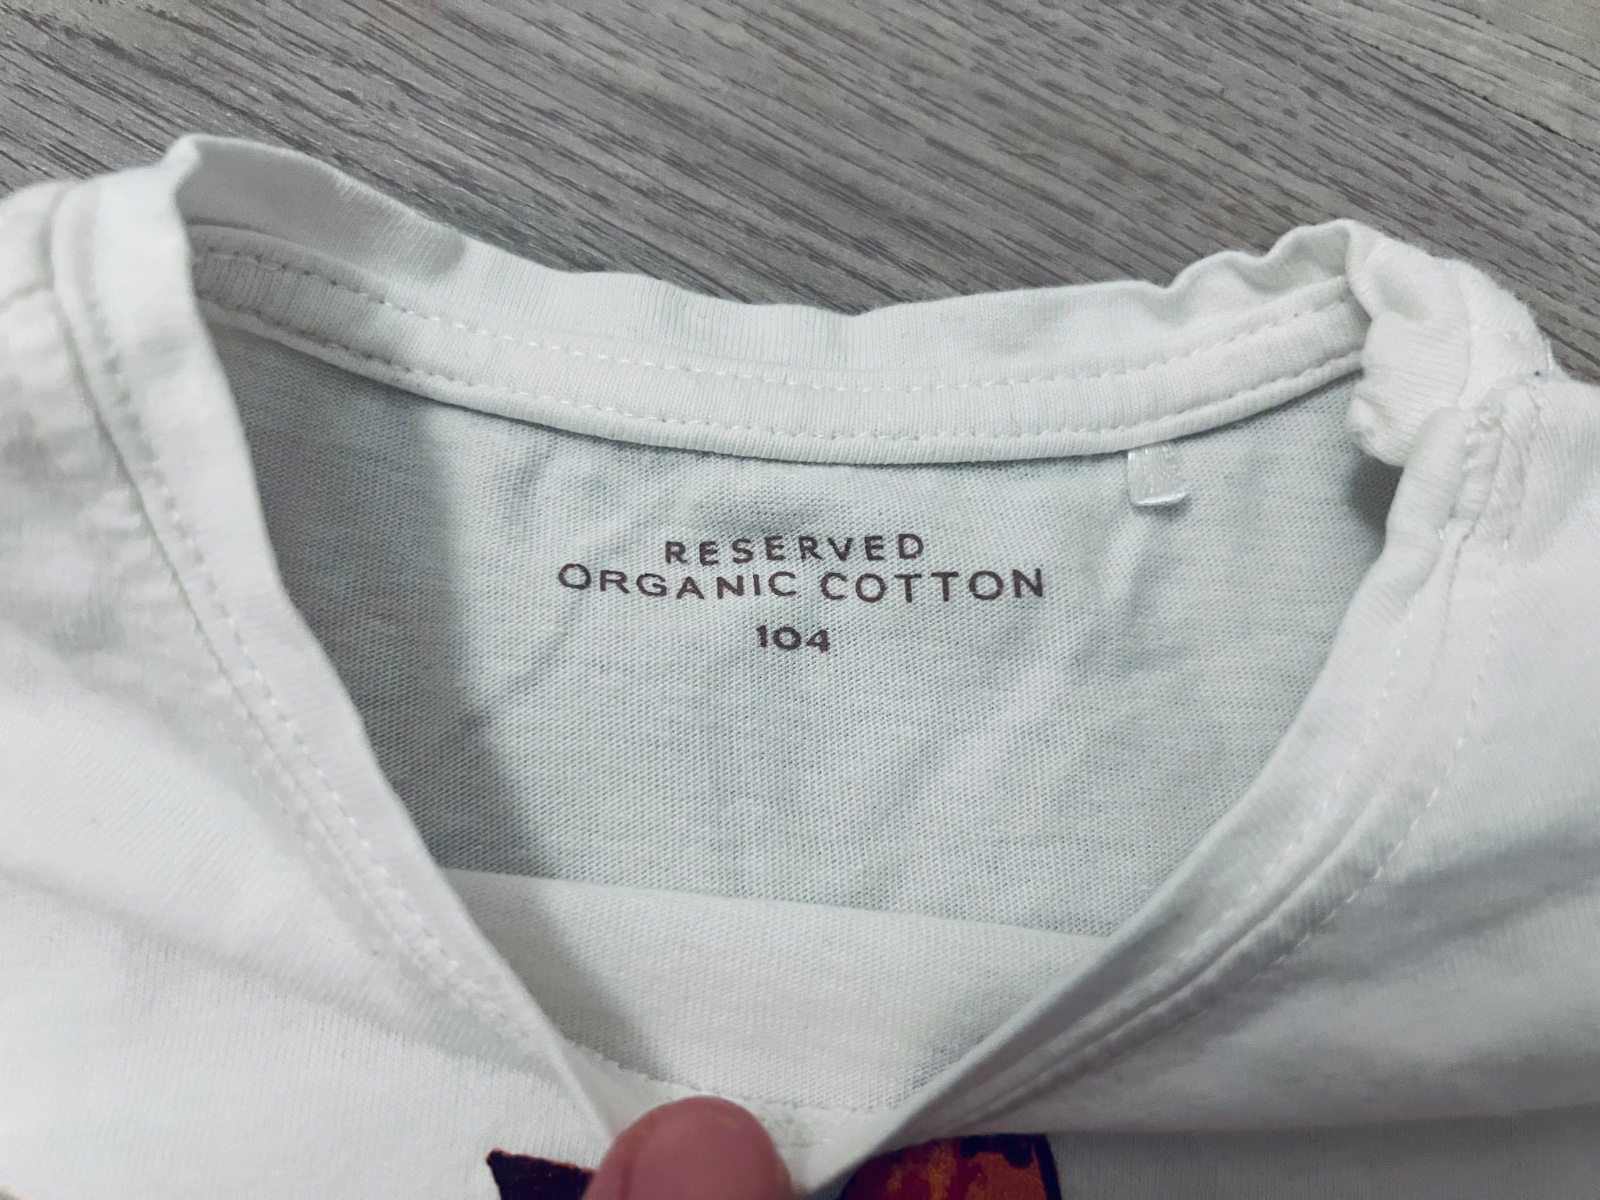 RESERVED
ORGANIC COTTON
104